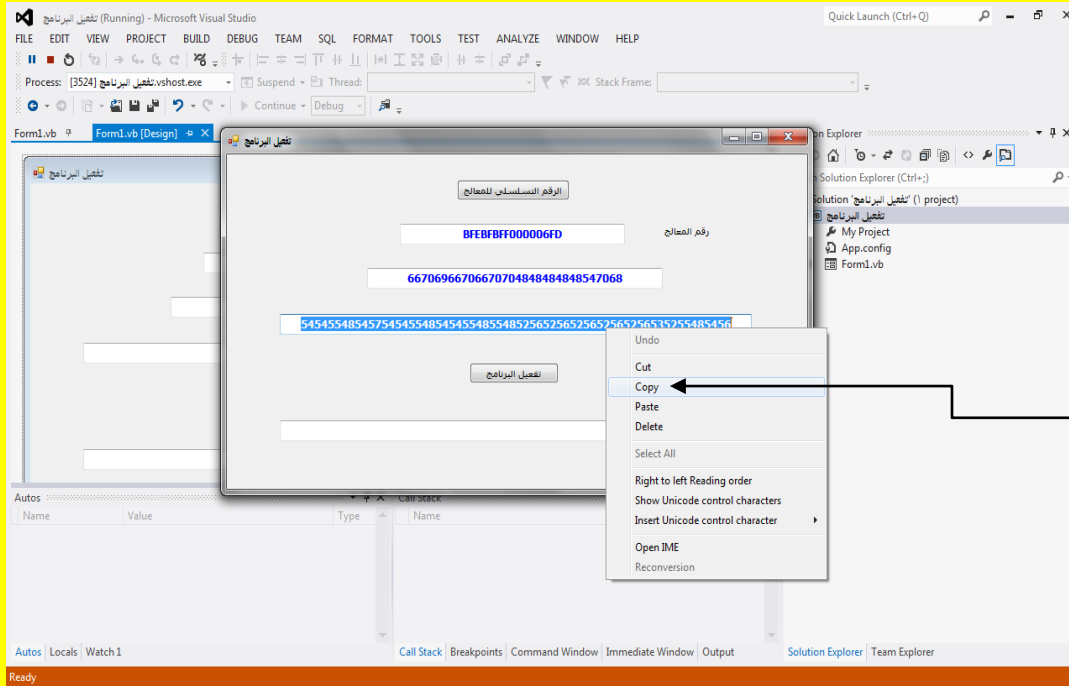 تفعيل البرنامج (Running) - Microsoft Visual Studio
Quick Launch (Ctrl+Q)
FILE EDIT VIEW PROJECT BUILD DEBUG TEAM SQL FORMAT TOOLS TEST ANALYZE WINDOW HELP
Process: [3524] تفعيل البرنامج.vshost.exe Suspend Thread: Stack Frame:
Continue Debug
Form1.vb Form1.vb [Design]
تفعيل البرنامج
تفعيل البرنامج
الرقم التسلسلي للمعالج
BFEBFBFF000006FD
رقم المعالج
667069667066707048484848547068
تفعيل البرنامج
Undo
Cut
Copy
Paste
Delete
Select All
Right to left Reading order
Show Unicode control characters
Insert Unicode control character
Open IME
Reconversion
Explorer
Solution Explorer (Ctrl+;)
'تفعيل البرنامج' (١ project)
تفعيل البرنامج
My Project
App.config
Form1.vb
Autos
Name Value Type
Call Stack
Name
Autos Locals Watch 1
Call Stack Breakpoints Command Window Immediate Window Output
Solution Explorer Team Explorer
Ready